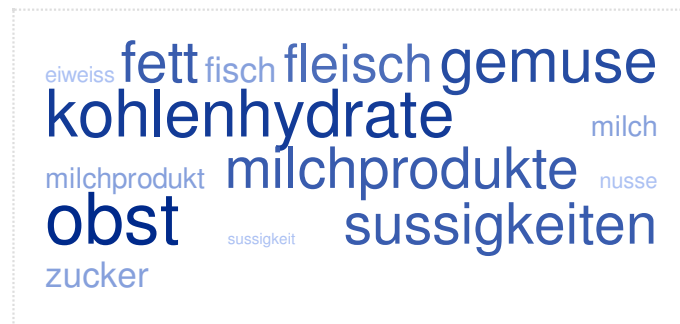 eiweiss fett fisch fleisch gemuse
kohlenhydrate milch
milchprodukt milchprodukte nusse
obst sussigkeit sussigkeiten
zucker